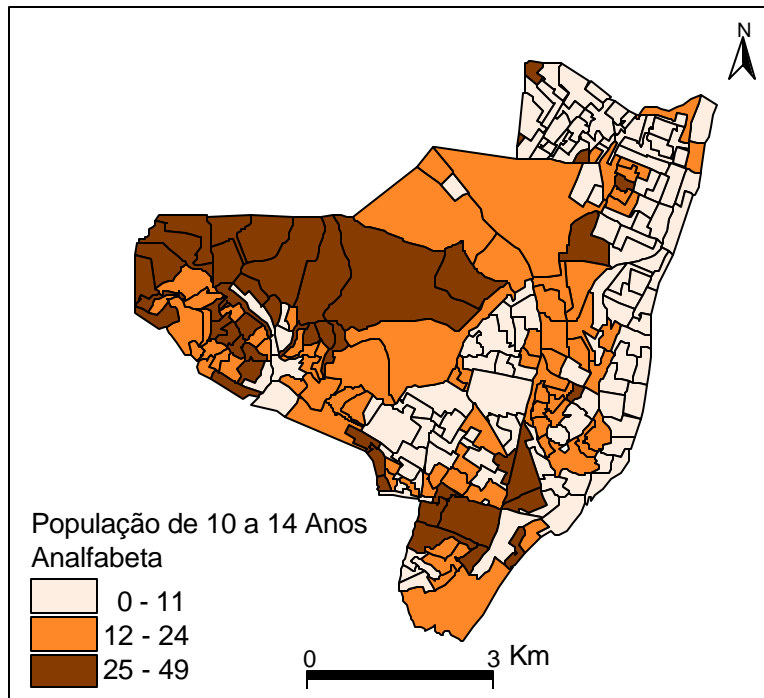 N
População de 10 a 14 Anos
Analfabeta
0 - 11
12 - 24
25 - 49
0 3 Km